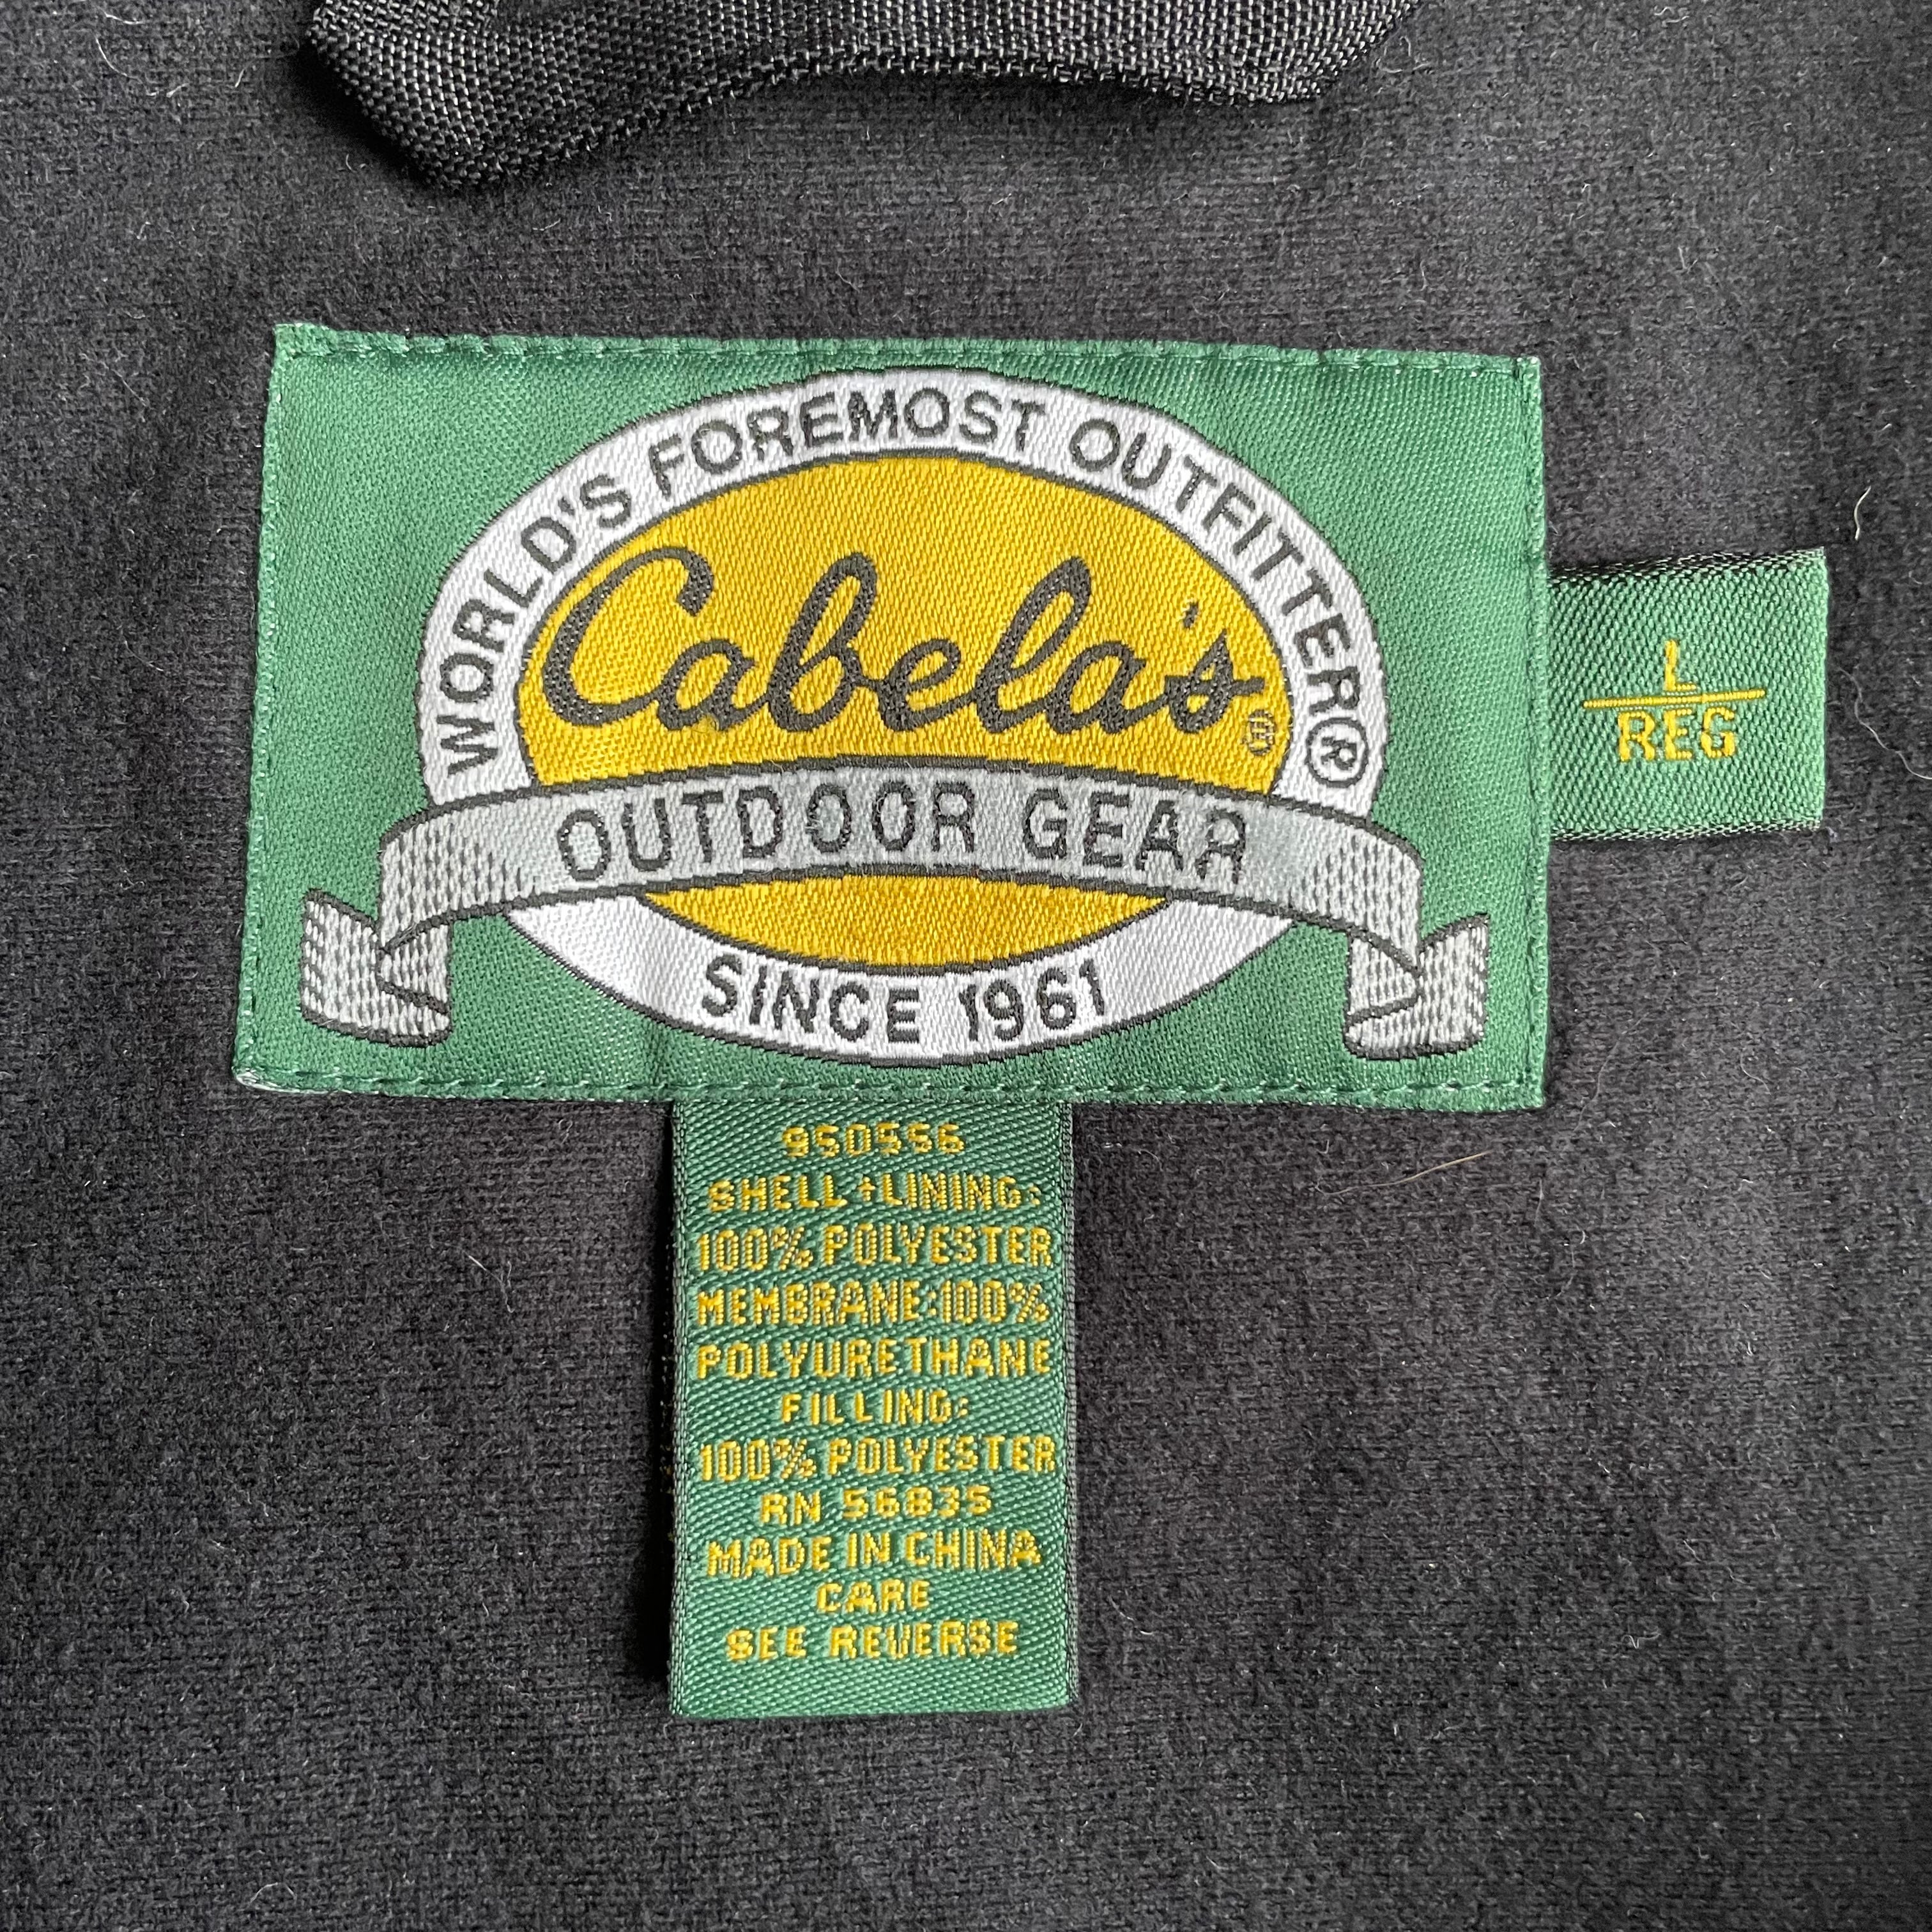 WORLD'S FOREMOST OUTFITTER®
Cabela's®
OUTDOOR GEAR
SINCE 1961
L
REG
950556
SHELL+LINING:
100% POLYESTER
MEMBRANE:100%
POLYURETHANE
FILLING:
100% POLYESTER
RN 56835
MADE IN CHINA
CARE
SEE REVERSE